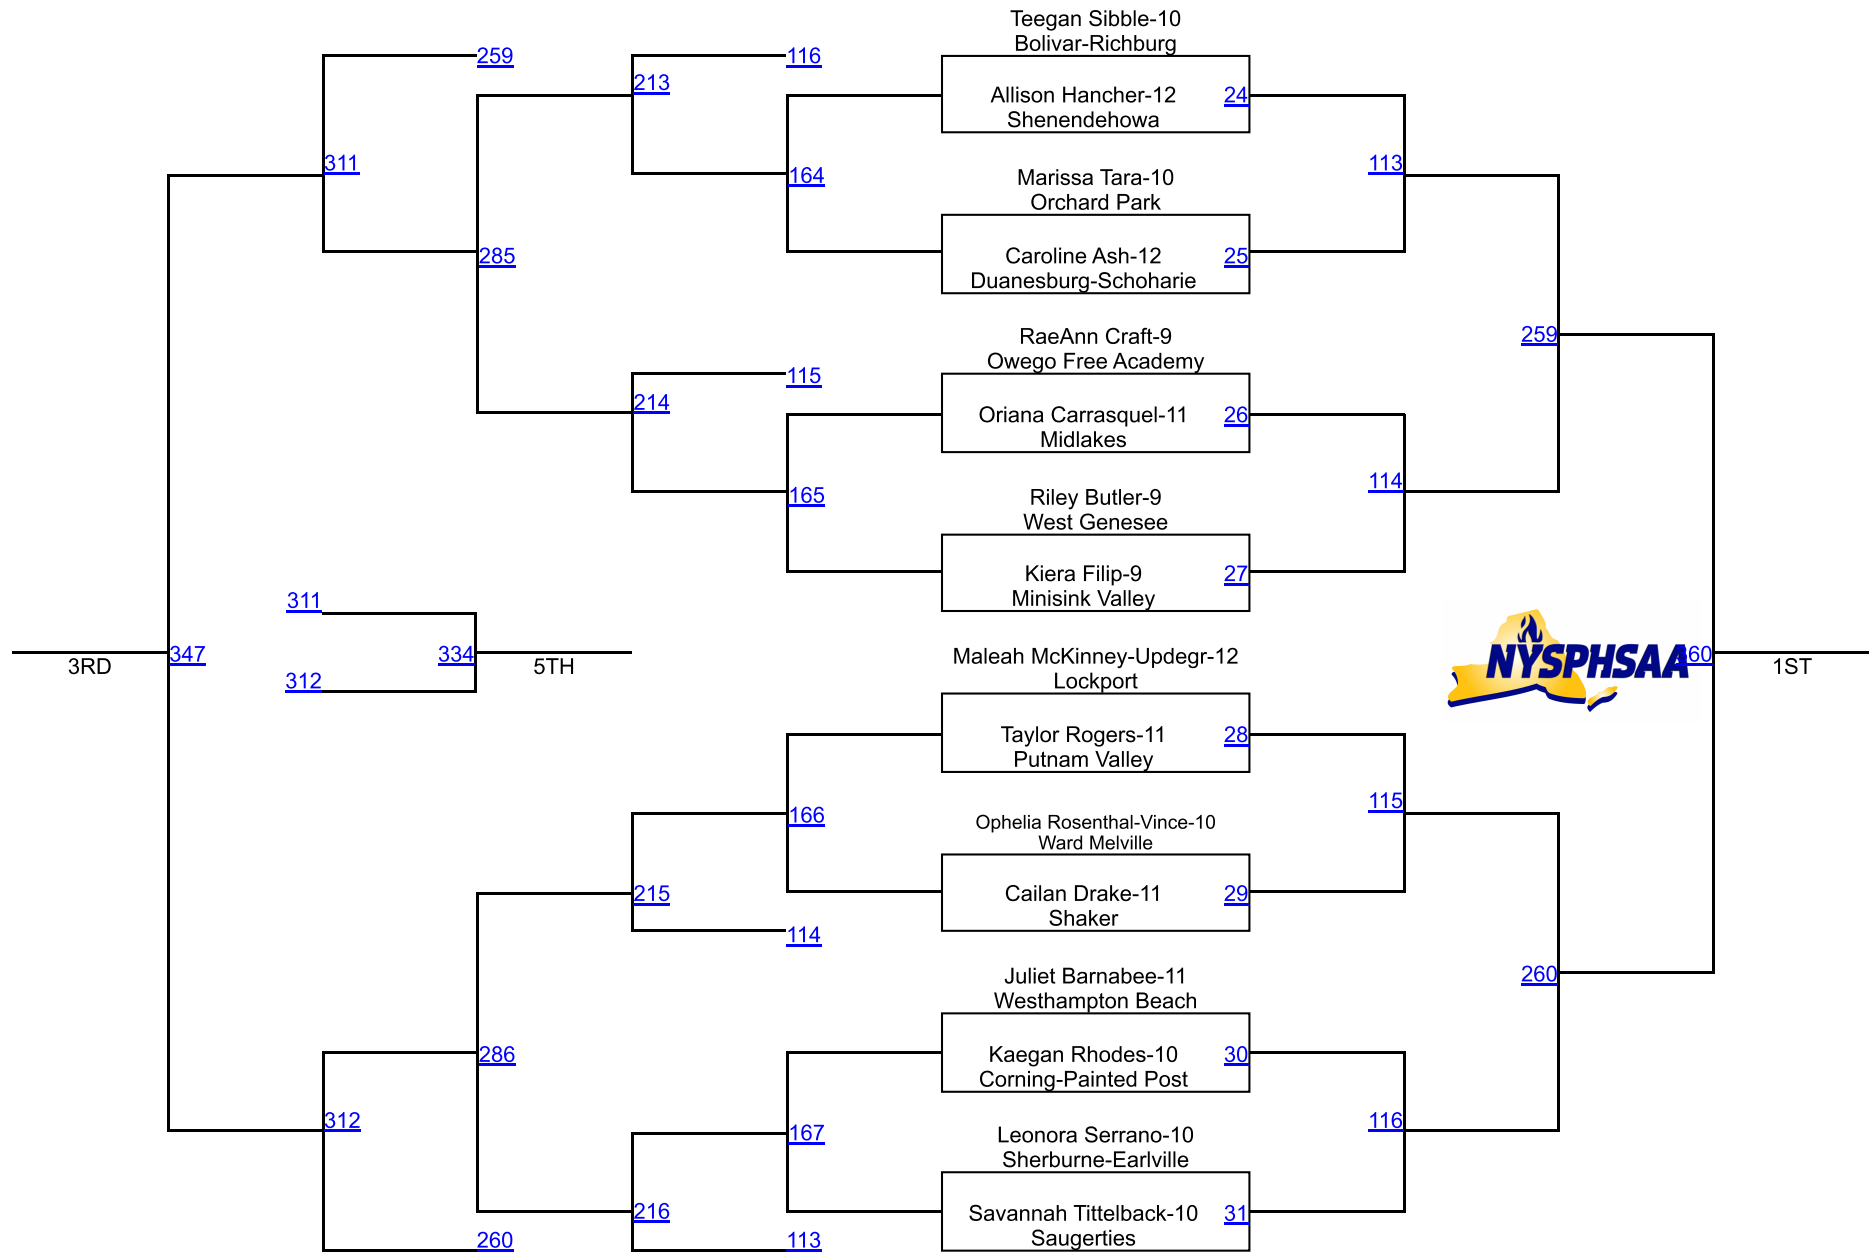 Teegan Sibble-10
Bolivar-Richburg
259
116
213
Allison Hancher-12
24
Shenendehowa
311
113
164
Marissa Tara-10
Orchard Park
285
Caroline Ash-12
25
Duanesburg-Schoharie
RaeAnn Craft-9
259
Owego Free Academy
115
214
Oriana Carrasquel-11
26
Midlakes
114
165
Riley Butler-9
West Genesee
Kiera Filip-9
27
Minisink Valley
311
347
3RD
334
5TH
312
Maleah McKinney-Updegr-12
Lockport
NYSPHSAA
1ST
Taylor Rogers-11
28
Putnam Valley
166
115
Ophelia Rosenthal-Vince-10
Ward Melville
215
Cailan Drake-11
29
Shaker
114
Juliet Barnabee-11
260
Westhampton Beach
286
Kaegan Rhodes-10
30
Corning-Painted Post
312
116
167
Leonora Serrano-10
Sherburne-Earlville
216
Savannah Tittelback-10
31
Saugerties
260
113